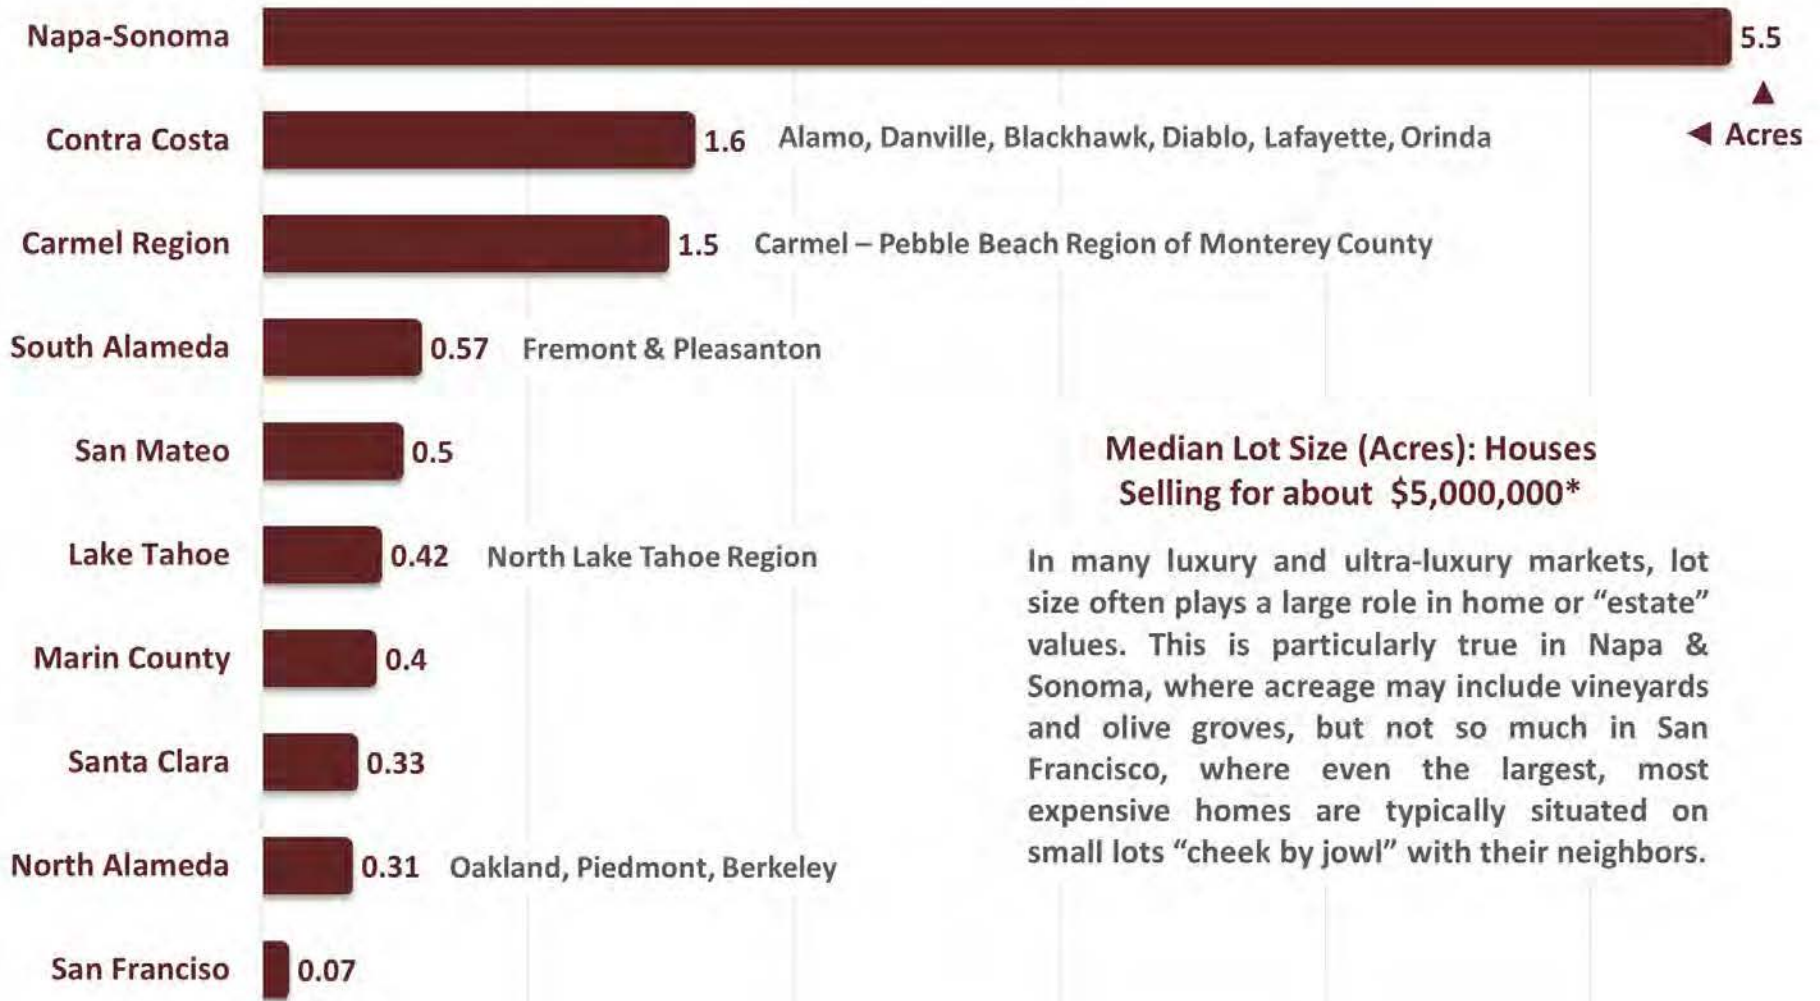 Napa-Sonoma 5.5
▲
◄ Acres
Contra Costa 1.6 Alamo, Danville, Blackhawk, Diablo, Lafayette, Orinda
Carmel Region 1.5 Carmel – Pebble Beach Region of Monterey County
South Alameda 0.57 Fremont & Pleasanton
San Mateo 0.5
Lake Tahoe 0.42 North Lake Tahoe Region
Marin County 0.4
Santa Clara 0.33
North Alameda 0.31 Oakland, Piedmont, Berkeley
San Franciso 0.07
Median Lot Size (Acres): Houses
Selling for about $5,000,000*
In many luxury and ultra-luxury markets, lot
size often plays a large role in home or “estate”
values. This is particularly true in Napa &
Sonoma, where acreage may include vineyards
and olive groves, but not so much in San
Francisco, where even the largest, most
expensive homes are typically situated on
small lots “cheek by jowl” with their neighbors.